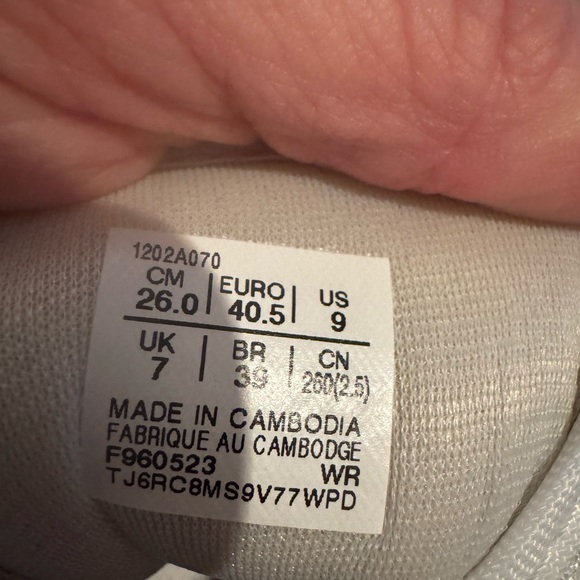 1202A070
CM EURO US
26.0 40.5 9
UK BR CN
7 39 260(2.5)
MADE IN CAMBODIA
FABRIQUE AU CAMBODGE
F960523 WR
TJ6RC8MS9V77WPD